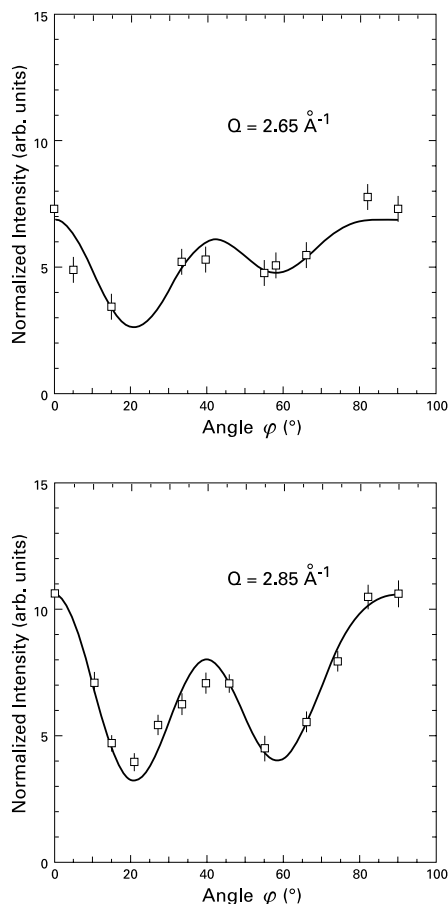 15
10
5
0
Normalized Intensity (arb. units)
Q = 2.65 Å-1
0 20 40 60 80 100
Angle φ (°)
15
10
5
0
Normalized Intensity (arb. units)
Q = 2.85 Å-1
0 20 40 60 80 100
Angle φ (°)